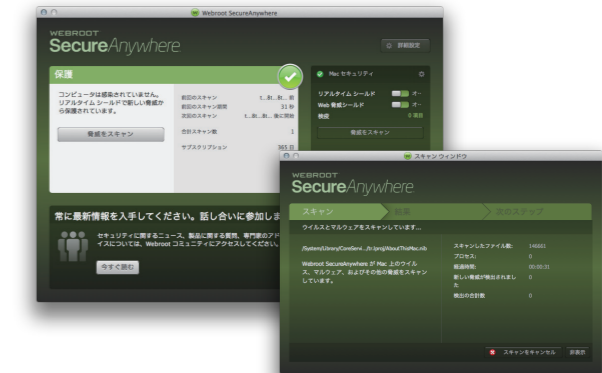 Webroot SecureAnywhere
WEBROOT
SecureAnywhere
詳細設定
保護
コンピュータは感染されていません。
リアルタイム シールドで新しい脅威か
ら保護されています。
脅威をスキャン
前回のスキャン t...前
前回のスキャン期間 31 秒
次回のスキャン 後に開始
合計スキャン数 1
サブスクリプション 365 日
Mac セキュリティ
リアルタイム シールド オ...
Web 脅威シールド オ...
検疫 0 項目
脅威をスキャン
常に最新情報を入手してください。話し合いに参加しま
セキュリティに関するニュース、製品に関する質問、専門家のアド
イスについては、Webroot コミュニティにアクセスしてください。
今すぐ読む
スキャン ウィンドウ
WEBROOT
SecureAnywhere
スキャン
結果
次のステップ
ウイルスとマルウェアをスキャンしています...
/System/Library/CoreServi.../tr.lproj/AboutThisMac.nib
Webroot SecureAnywhere が Mac 上のウイル
ス、マルウェア、およびその他の脅威をスキャン
しています。
スキャンしたファイル数: 146661
プロセス: 0
経過時間: 00:00:31
新しい脅威が検出されまし 0
た
検出の合計数 0
スキャンをキャンセル
非表示